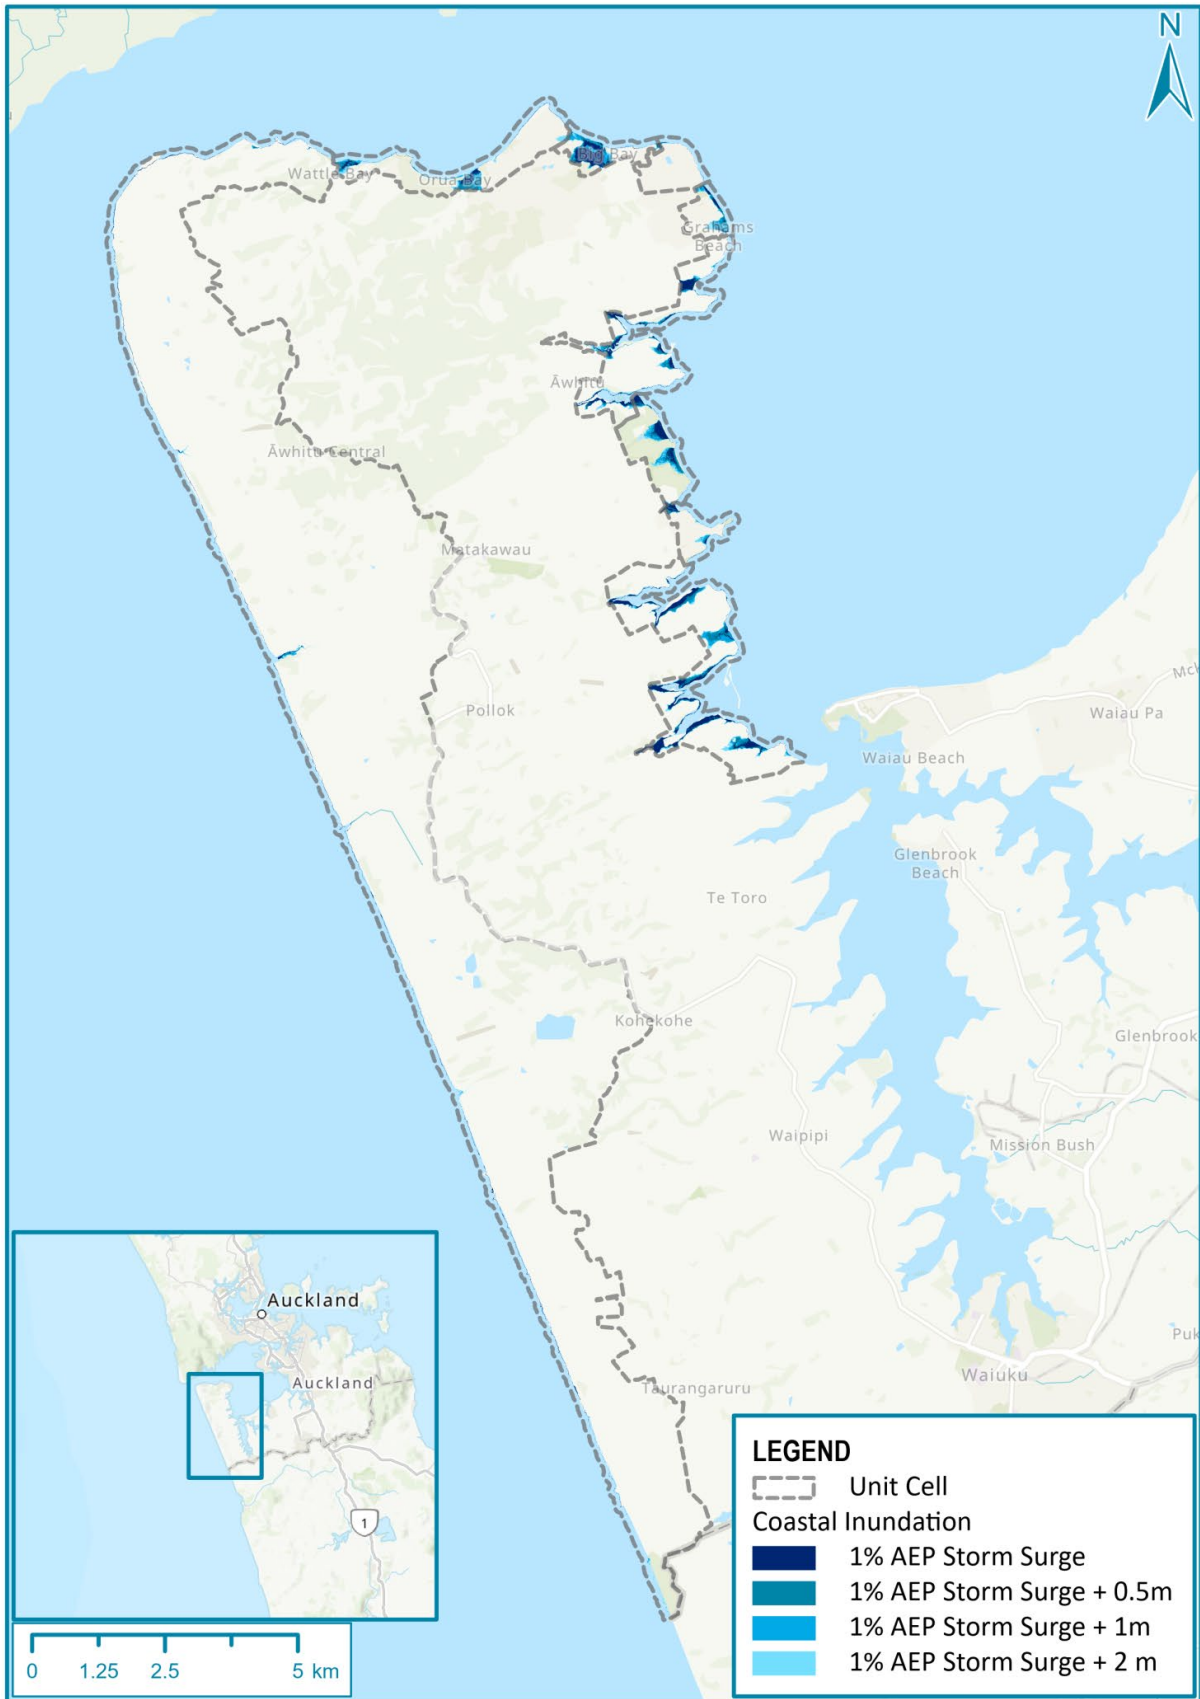 N
Wattle Bay
Orua Bay
Big Bay
Grahams
Beach
Āwhitu
Āwhitu Central
Matakawau
Pollok
Waiau Pa
Waiau Beach
Glenbrook
Beach
Te Toro
Kohekohe
Glenbrook
Waipipi
Mission Bush
Waiuku
Taurangaruru
Auckland
Auckland
1
0 1.25 2.5 5 km
LEGEND
Unit Cell
Coastal Inundation
1% AEP Storm Surge
1% AEP Storm Surge + 0.5m
1% AEP Storm Surge + 1m
1% AEP Storm Surge + 2 m